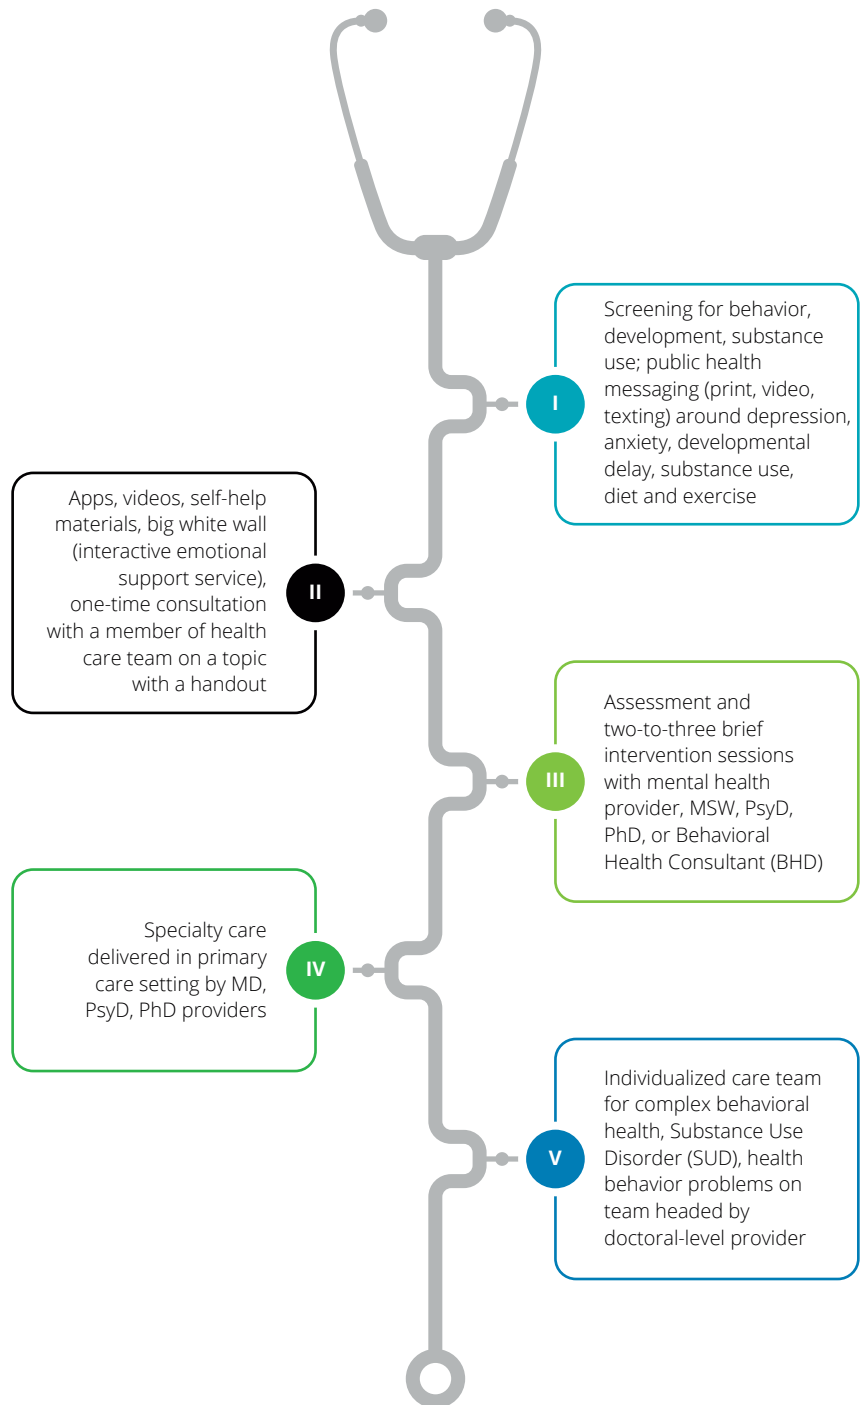 I
Screening for behavior,
development, substance
use; public health
messaging (print, video,
texting) around depression,
anxiety, developmental
delay, substance use,
diet and exercise
II
Apps, videos, self-help
materials, big white wall
(interactive emotional
support service),
one-time consultation
with a member of health
care team on a topic
with a handout
III
Assessment and
two-to-three brief
intervention sessions
with mental health
provider, MSW, PsyD,
PhD, or Behavioral
Health Consultant (BHD)
IV
Specialty care
delivered in primary
care setting by MD,
PsyD, PhD providers
V
Individualized care team
for complex behavioral
health, Substance Use
Disorder (SUD), health
behavior problems on
team headed by
doctoral-level provider